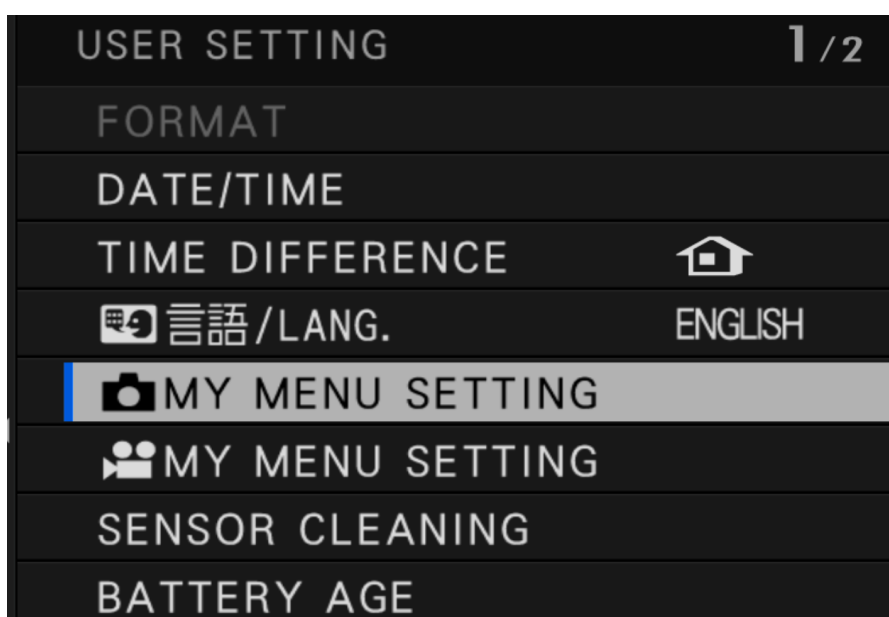 USER SETTING 1/2
FORMAT
DATE/TIME
TIME DIFFERENCE
言語/LANG. ENGLISH
MY MENU SETTING
MY MENU SETTING
SENSOR CLEANING
BATTERY AGE